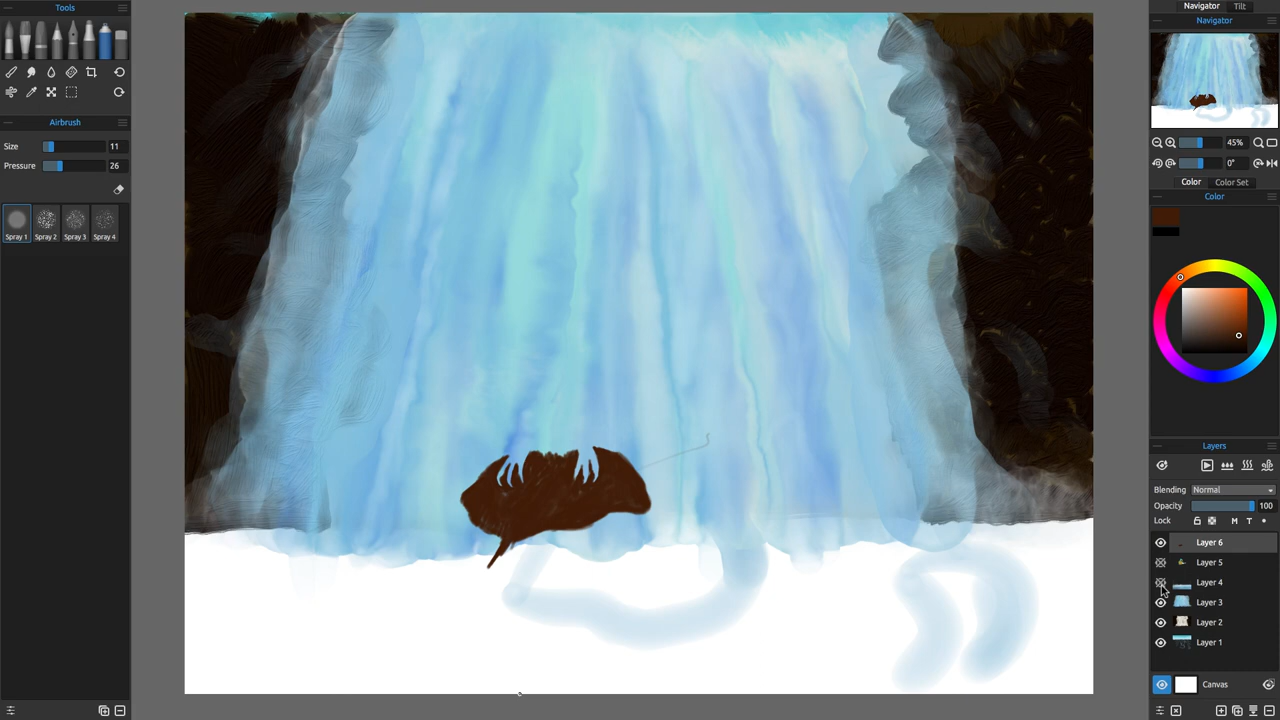 Tools
Airbrush
Size 11
Pressure 26
Spray 1 Spray 2 Spray 3 Spray 4
Navigator Tilt
Navigator
45%
0°
Color Color Set
Color
Layers
Blending Normal
Opacity 100
Lock M T
Layer 6
Layer 5
Layer 4
Layer 3
Layer 2
Layer 1
Canvas